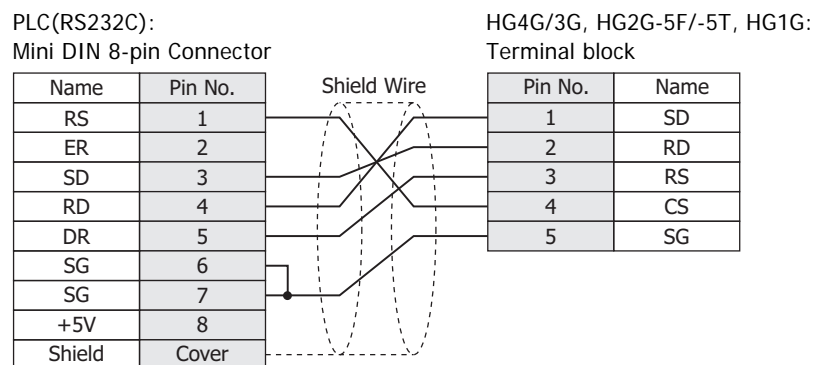 PLC(RS232C):
Mini DIN 8-pin Connector
HG4G/3G, HG2G-5F/-5T, HG1G:
Terminal block
Name Pin No. Shield Wire Pin No. Name
RS 1 1 SD
ER 2 2 RD
SD 3 3 RS
RD 4 4 CS
DR 5 5 SG
SG 6
SG 7
+5V 8
Shield Cover